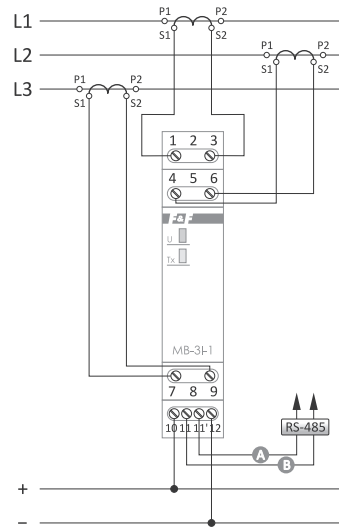 P1 P2
L1
S1 S2
P1 P2
L2
S1 S2
P1 P2
L3
S1 S2
1 2 3
4 5 6
F&F
U
Tx
MB-3I-1
7 8 9
10 11 11' 12
RS-485
A
B
+
−